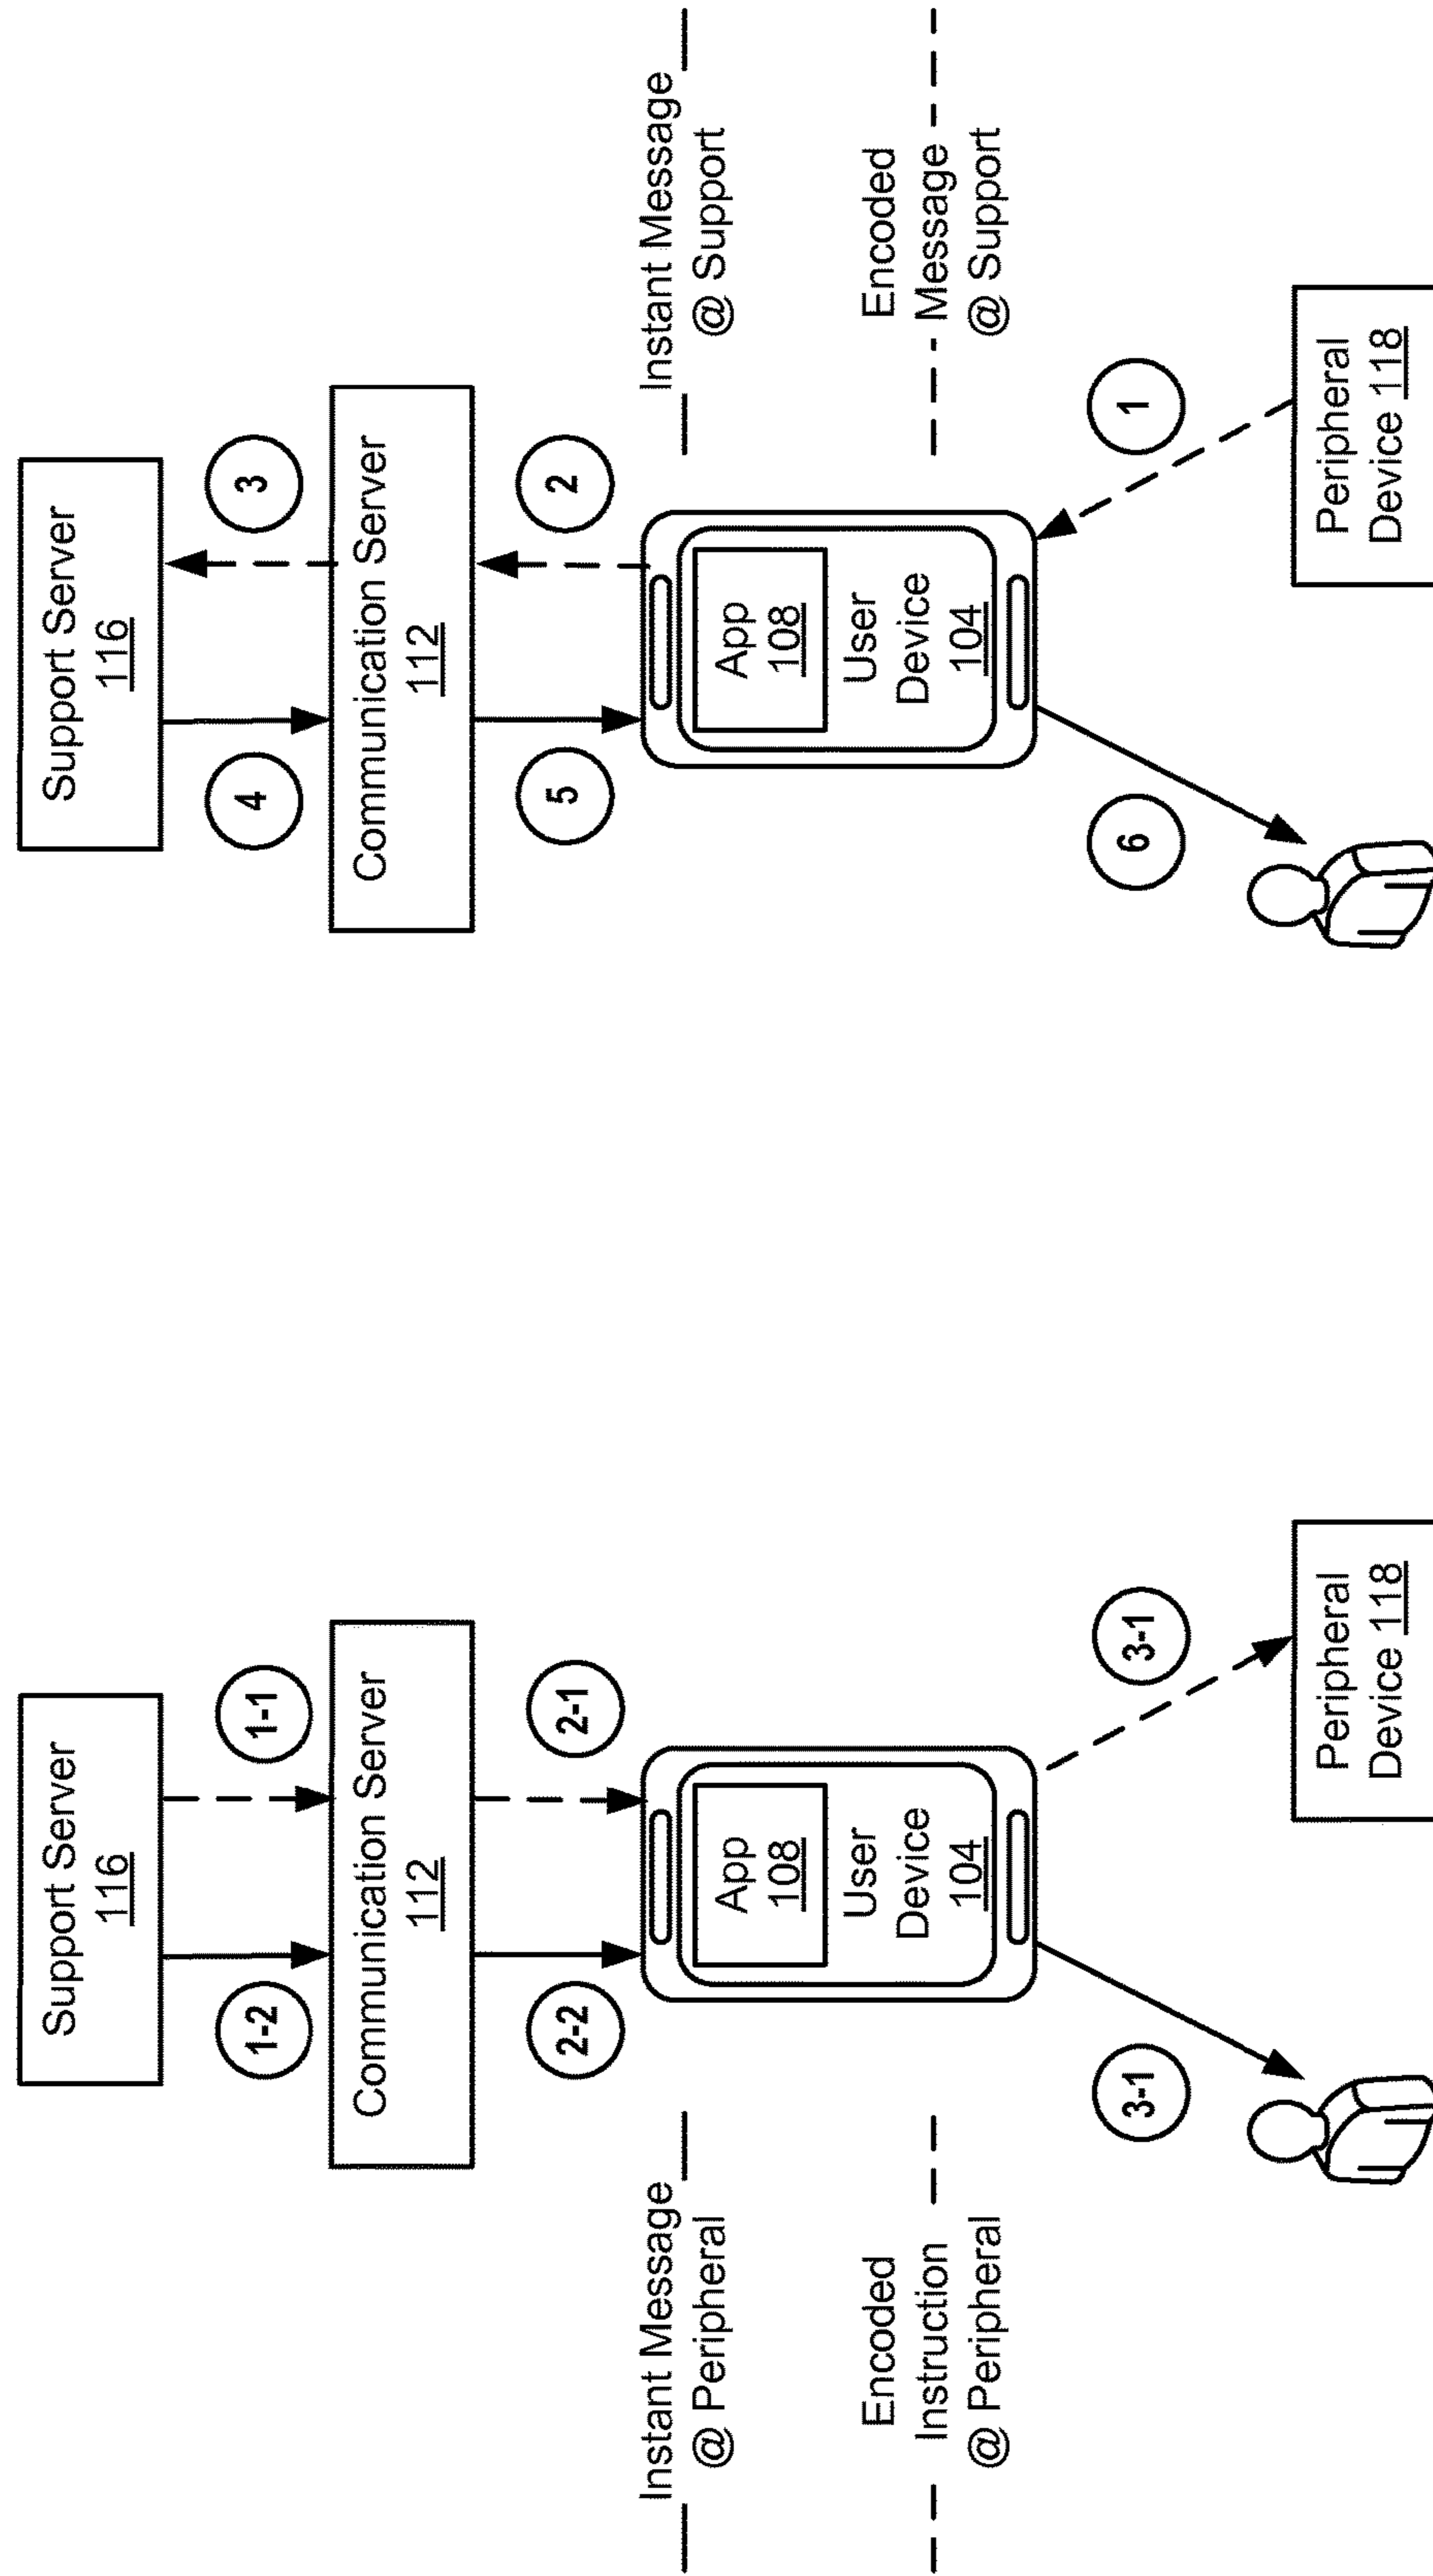 Support Server
116
1-2
1-1
Communication Server
112
2-2
2-1
Instant Message
@ Peripheral
App
108
User
Device
104
Encoded
Instruction
@ Peripheral
3-1
3-1
Peripheral
Device 118
Support Server
116
4
3
Communication Server
112
5
2
Instant Message
@ Support
App
108
User
Device
104
Encoded
Message
@ Support
6
1
Peripheral
Device 118